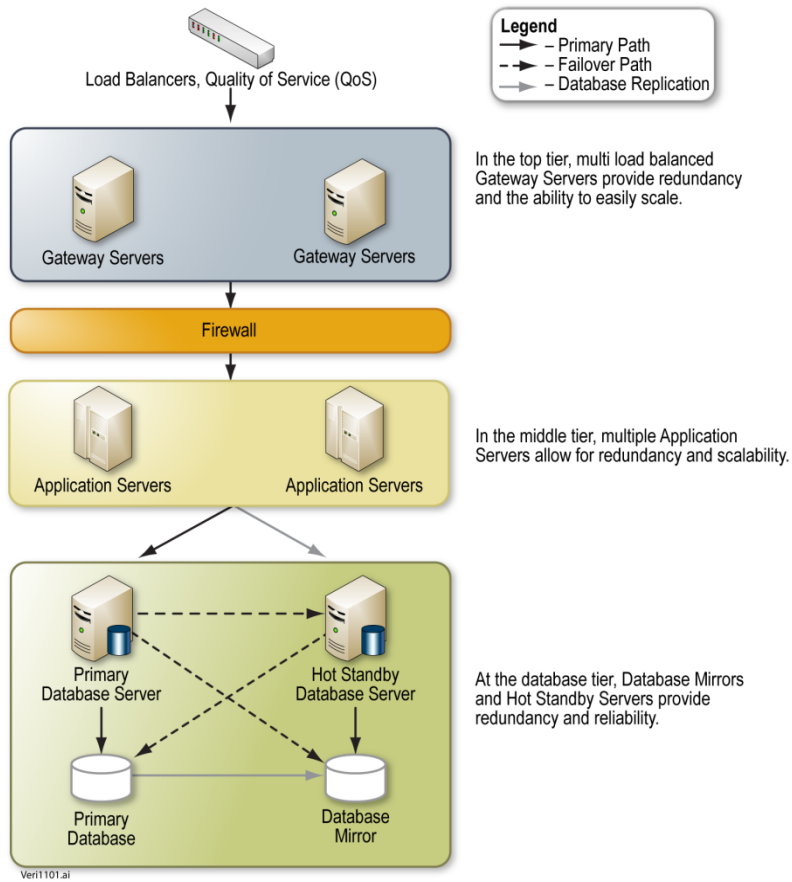 Load Balancers, Quality of Service (QoS)
Legend
– Primary Path
– Failover Path
– Database Replication
Gateway Servers
Gateway Servers
In the top tier, multi load balanced
Gateway Servers provide redundancy
and the ability to easily scale.
Firewall
Application Servers
Application Servers
In the middle tier, multiple Application
Servers allow for redundancy and scalability.
Primary
Database Server
Hot Standby
Database Server
At the database tier, Database Mirrors
and Hot Standby Servers provide
redundancy and reliability.
Primary
Database
Database
Mirror
Veri1101.ai